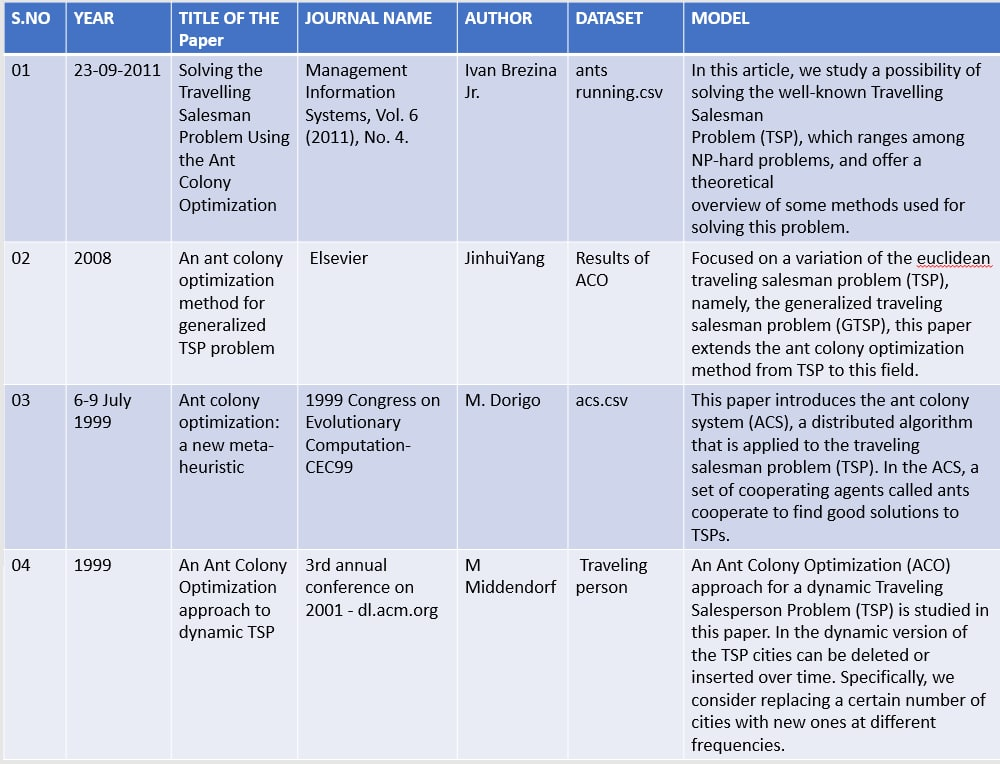 S.NO
YEAR
TITLE OF THE
Paper
JOURNAL NAME
AUTHOR
DATASET
MODEL
01
23-09-2011
Solving the
Travelling
Salesman
Problem Using
the Ant
Colony
Optimization
Management
Information
Systems, Vol. 6
(2011), No. 4.
Ivan Brezina
Jr.
ants
running.csv
In this article, we study a possibility of
solving the well-known Travelling
Salesman
Problem (TSP), which ranges among
NP-hard problems, and offer a
theoretical
overview of some methods used for
solving this problem.
02
2008
An ant colony
optimization
method for
generalized
TSP problem
Elsevier
JinhuiYang
Results of
ACO
Focused on a variation of the euclidean
traveling salesman problem (TSP),
namely, the generalized traveling
salesman problem (GTSP), this paper
extends the ant colony optimization
method from TSP to this field.
03
6-9 July
1999
Ant colony
optimization:
a new meta-
heuristic
1999 Congress on
Evolutionary
Computation-
CEC99
M. Dorigo
acs.csv
This paper introduces the ant colony
system (ACS), a distributed algorithm
that is applied to the traveling
salesman problem (TSP). In the ACS, a
set of cooperating agents called ants
cooperate to find good solutions to
TSPs.
04
1999
An Ant Colony
Optimization
approach to
dynamic TSP
3rd annual
conference on
2001 - dl.acm.org
M
Middendorf
Traveling
person
An Ant Colony Optimization (ACO)
approach for a dynamic Traveling
Salesperson Problem (TSP) is studied in
this paper. In the dynamic version of
the TSP cities can be deleted or
inserted over time. Specifically, we
consider replacing a certain number of
cities with new ones at different
frequencies.